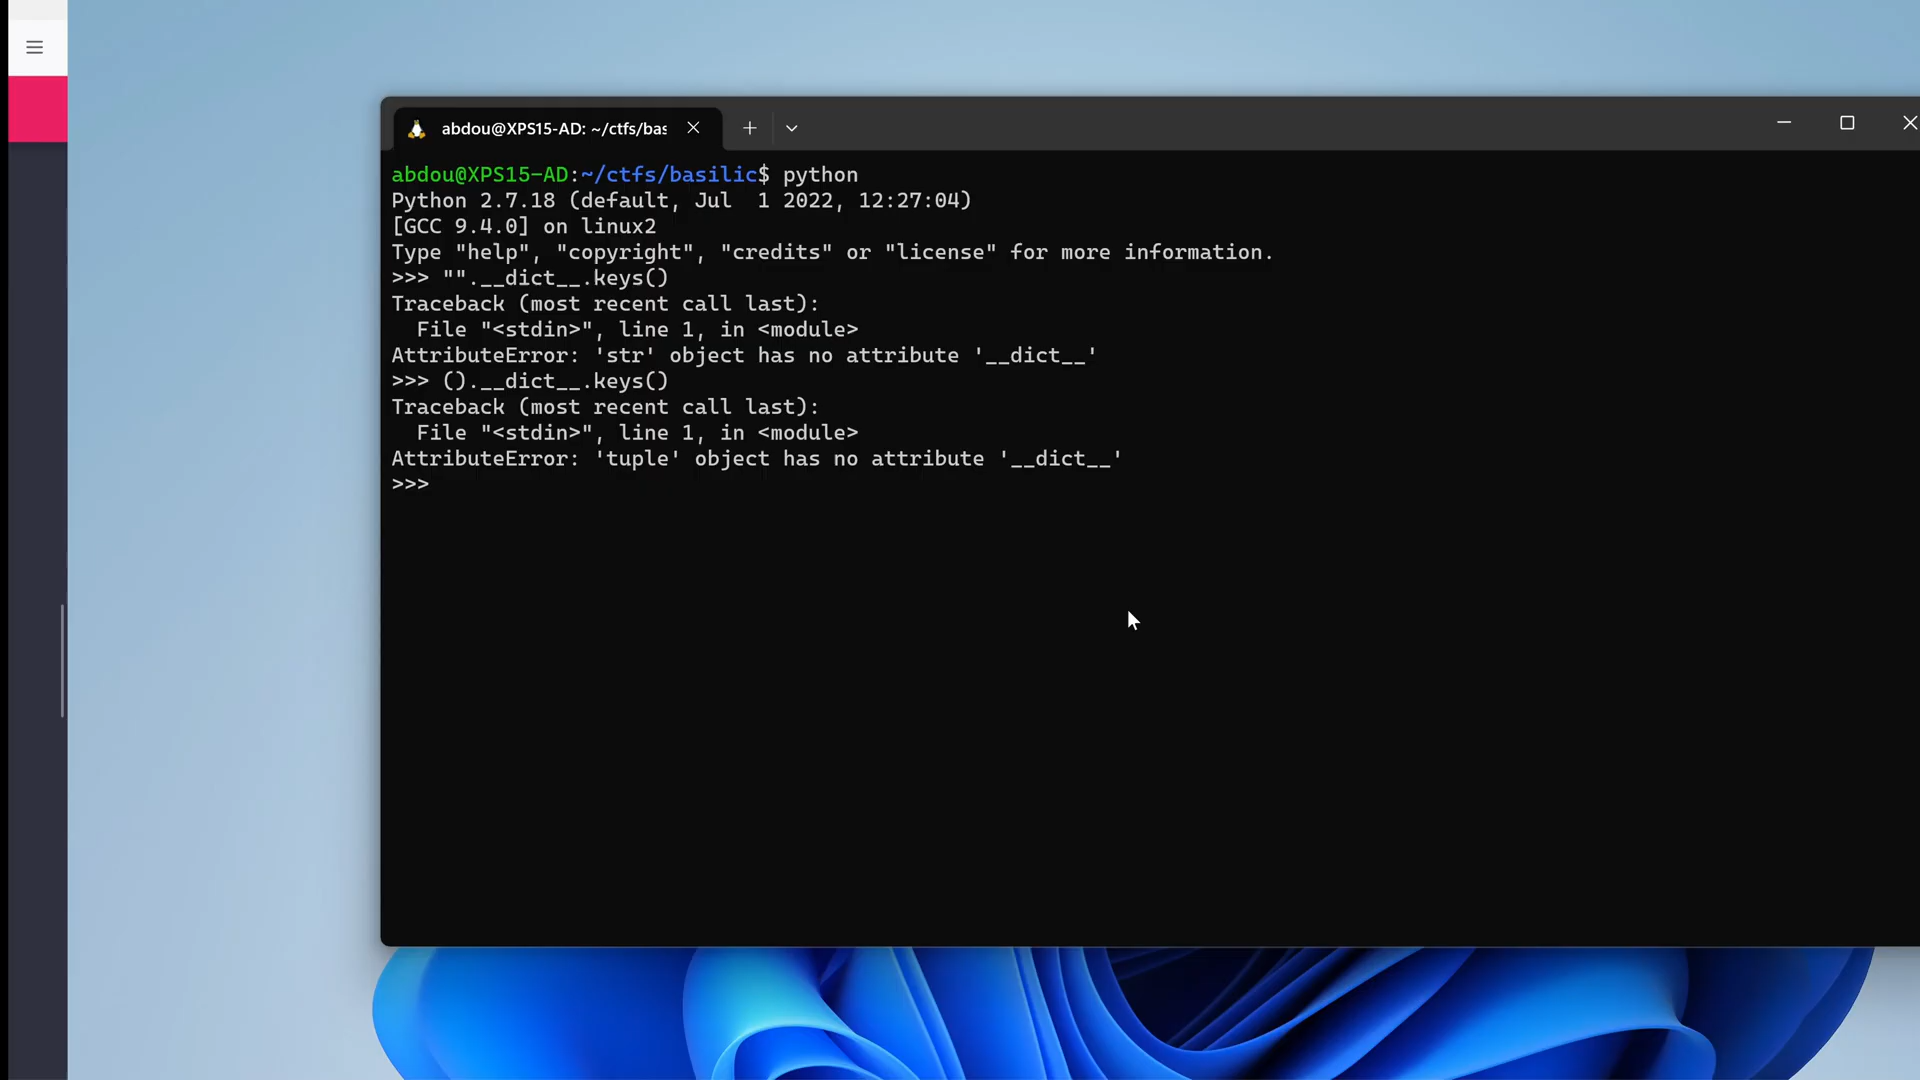 abdou@XPS15-AD: ~/ctfs/bas
abdou@XPS15-AD:~/ctfs/basilic$ python
Python 2.7.18 (default, Jul  1 2022, 12:27:04)
[GCC 9.4.0] on linux2
Type "help", "copyright", "credits" or "license" for more information.
>>> "".__dict__.keys()
Traceback (most recent call last):
  File "<stdin>", line 1, in <module>
AttributeError: 'str' object has no attribute '__dict__'
>>> ().__dict__.keys()
Traceback (most recent call last):
  File "<stdin>", line 1, in <module>
AttributeError: 'tuple' object has no attribute '__dict__'
>>>